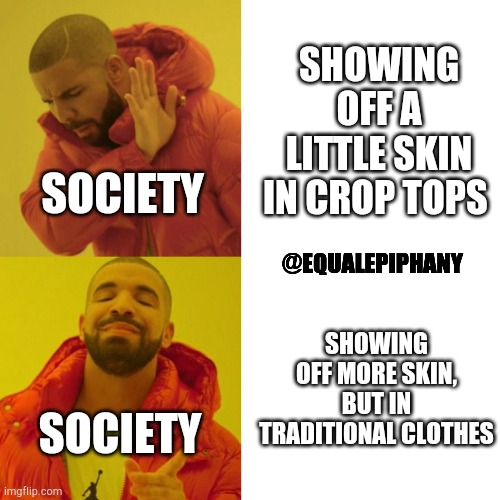 SHOWING
OFF A
LITTLE SKIN
IN CROP TOPS
SOCIETY
@EQUALEPIPHANY
SHOWING
OFF MORE SKIN,
BUT IN
TRADITIONAL CLOTHES
SOCIETY
imgflip.com